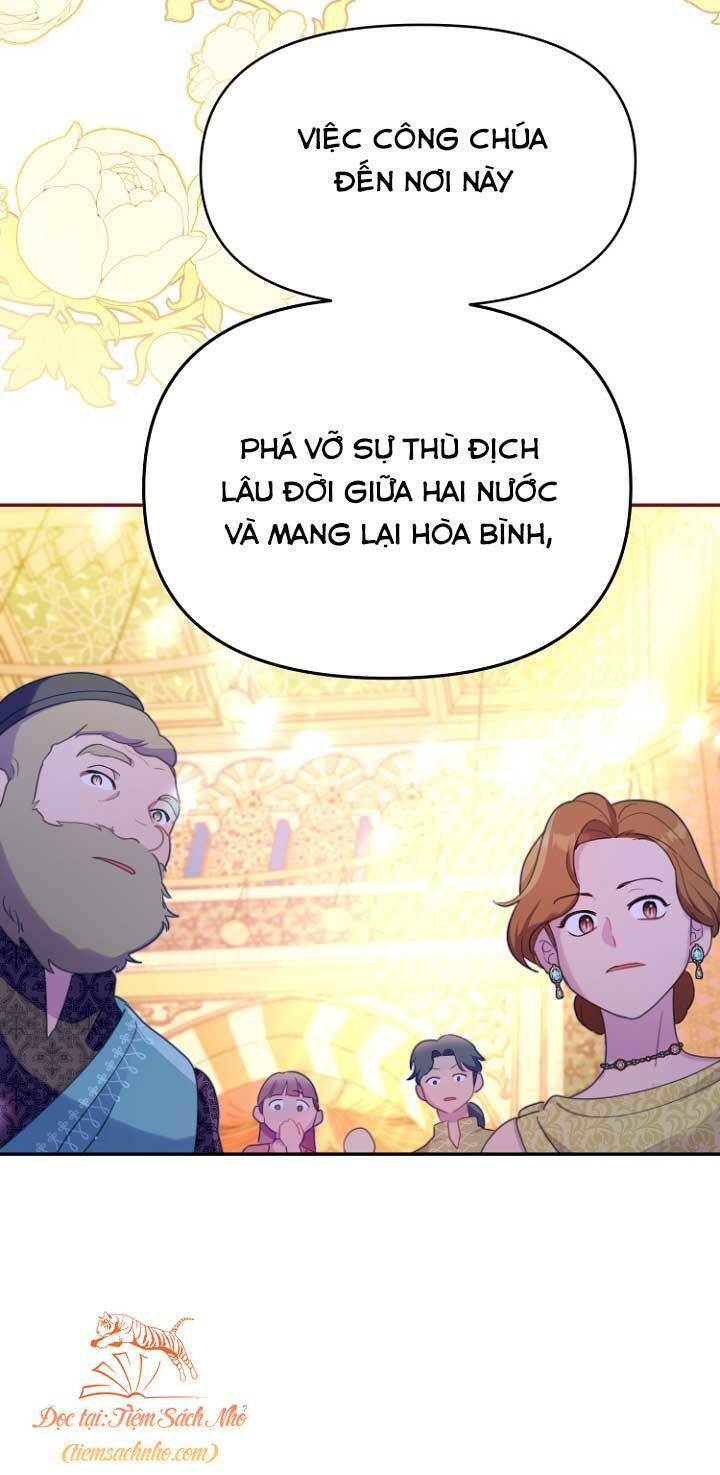 VIỆC CÔNG CHÚA
ĐẾN NƠI NÀY
PHÁ VỠ SỰ THÙ ĐỊCH
LÂU ĐỜI GIỮA HAI NƯỚC
VÀ MANG LẠI HÒA BÌNH,
Đọc tại: Tiệm Sách Nhỏ
(tiemsachnho.com)